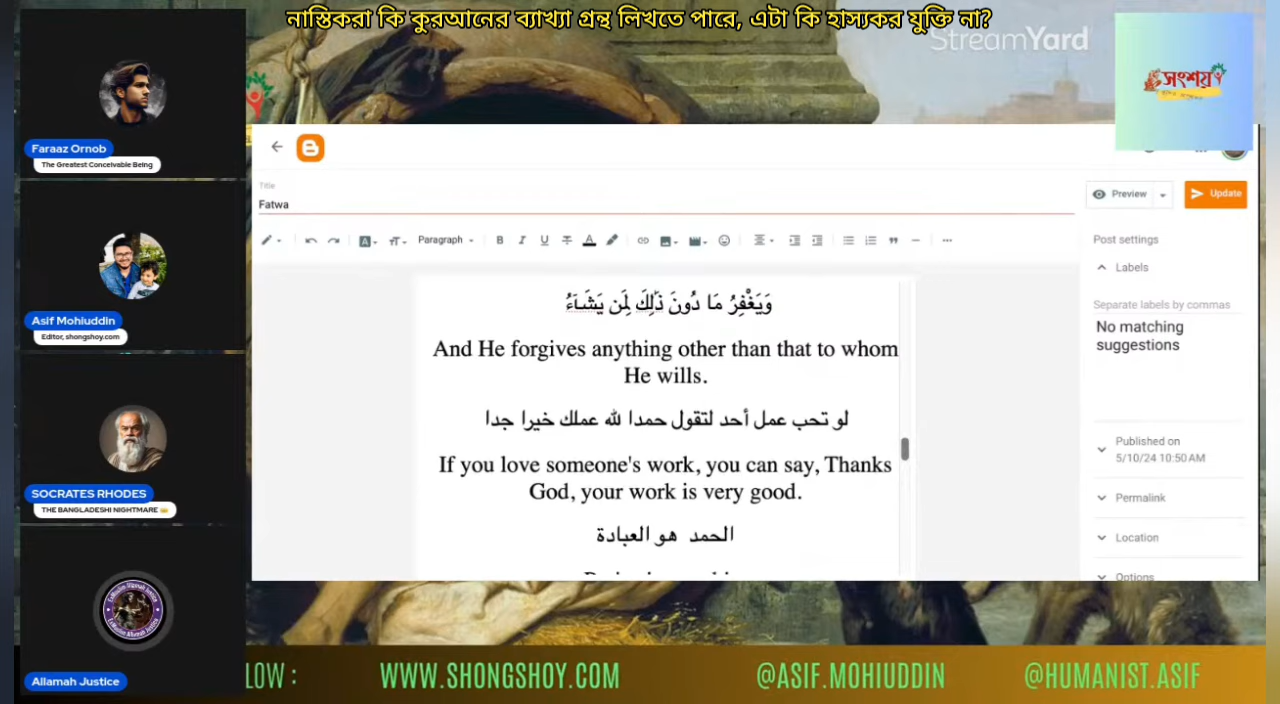 নাস্তিকরা কি কুরআনের ব্যাখ্যা গ্রন্থ লিখতে পারে, এটা কি হাস্যকর যুক্তি না?
StreamYard
সংশয়
Faraaz Ornob
The Greatest Conceivable Being
Asif Mohiuddin
Editor, shongshoy.com
SOCRATES RHODES
THE BANGLADESHI NIGHTMARE 👑
Allamah Justice
Title
Fatwa
Preview
Update
Paragraph
B I U T A
Post settings
Labels
Separate labels by commas
No matching
suggestions
Published on
5/10/24 10:50 AM
Permalink
Location
Options
وَيَغْفِرُ مَا دُونَ ذَٰلِكَ لِمَن يَشَآءُ
And He forgives anything other than that to whom
He wills.
لو تحب عمل أحد لتقول حمدا لله عملك خيرا جدا
If you love someone's work, you can say, Thanks
God, your work is very good.
الحمد هو العبادة
LOW :
WWW.SHONGSHOY.COM
@ASIF.MOHIUDDIN
@HUMANIST.ASIF